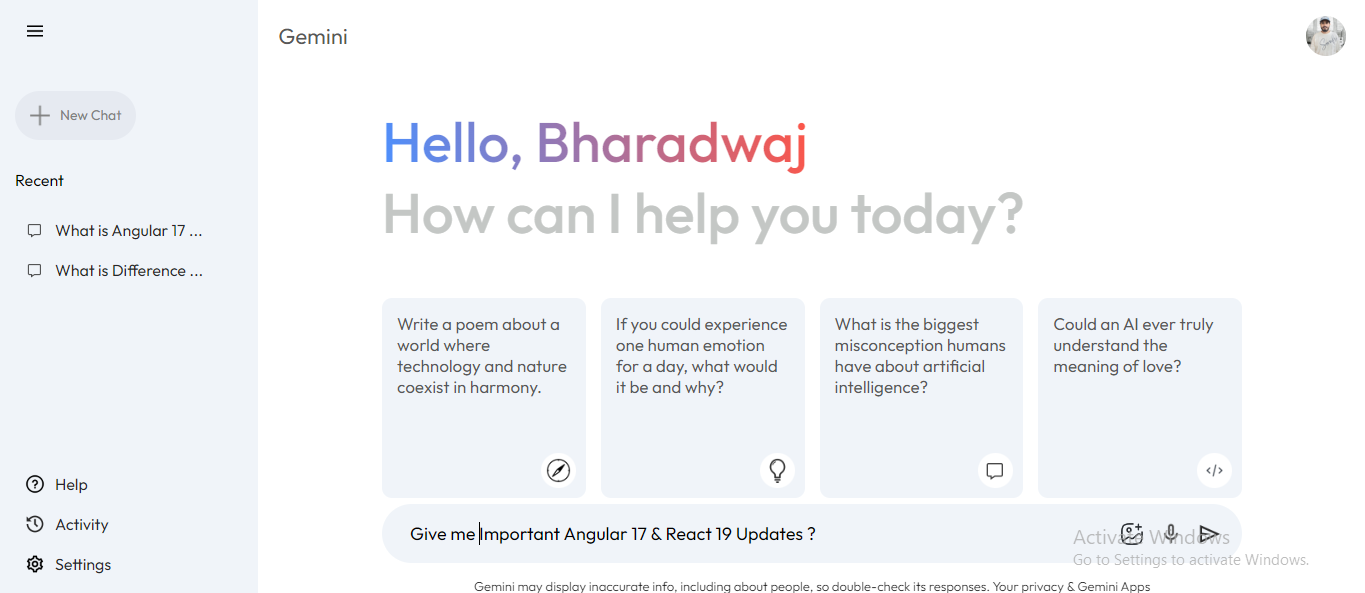 Gemini
New Chat
Recent
What is Angular 17 ...
What is Difference ...
Help
Activity
Settings
Hello, Bharadwaj
How can I help you today?
Write a poem about a
world where
technology and nature
coexist in harmony.
If you could experience
one human emotion
for a day, what would
it be and why?
What is the biggest
misconception humans
have about artificial
intelligence?
Could an AI ever truly
understand the
meaning of love?
</>
Give me Important Angular 17 & React 19 Updates ?
Activate Windows
Go to Settings to activate Windows.
Gemini may display inaccurate info, including about people, so double-check its responses. Your privacy & Gemini Apps